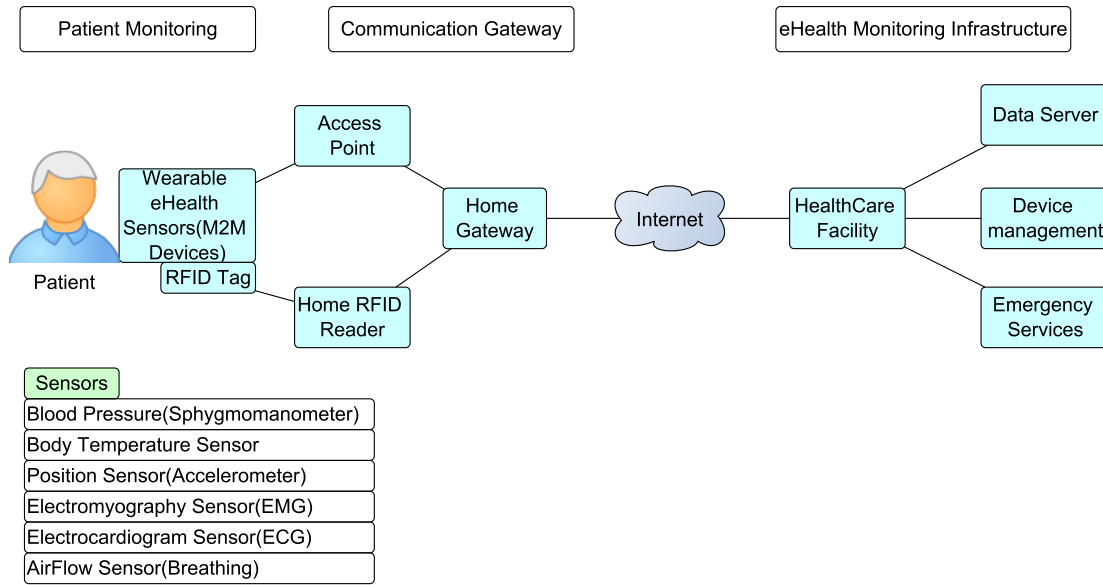 Patient Monitoring
Communication Gateway
eHealth Monitoring Infrastructure
Access
Point
Data Server
Wearable
eHealth
Sensors(M2M
Devices)
RFID Tag
Patient
Home
Gateway
Internet
HealthCare
Facility
Device
management
Home RFID
Reader
Emergency
Services
Sensors
Blood Pressure(Sphygmomanometer)
Body Temperature Sensor
Position Sensor(Accelerometer)
Electromyography Sensor(EMG)
Electrocardiogram Sensor(ECG)
AirFlow Sensor(Breathing)